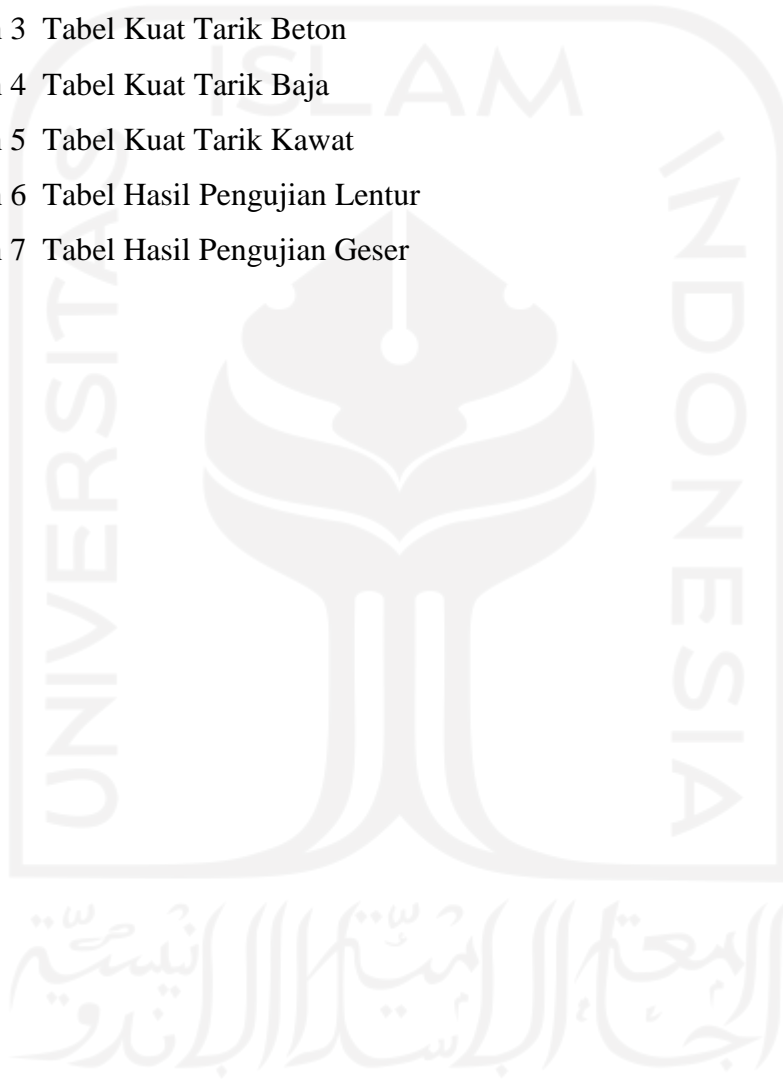 3 Tabel Kuat Tarik Beton
4 Tabel Kuat Tarik Baja
5 Tabel Kuat Tarik Kawat
6 Tabel Hasil Pengujian Lentur
7 Tabel Hasil Pengujian Geser
ISLAM
UNIVERSITAS
INDONESIA